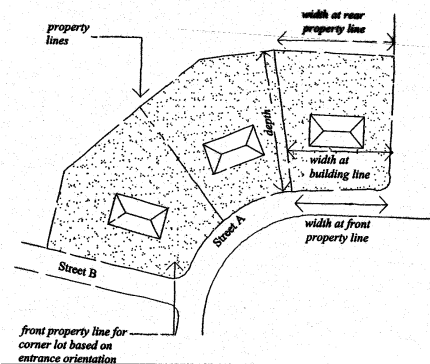 width at rear
property line
property
lines
depth
width at
building line
width at front
property line
Street A
Street B
front property line for
corner lot based on
entrance orientation